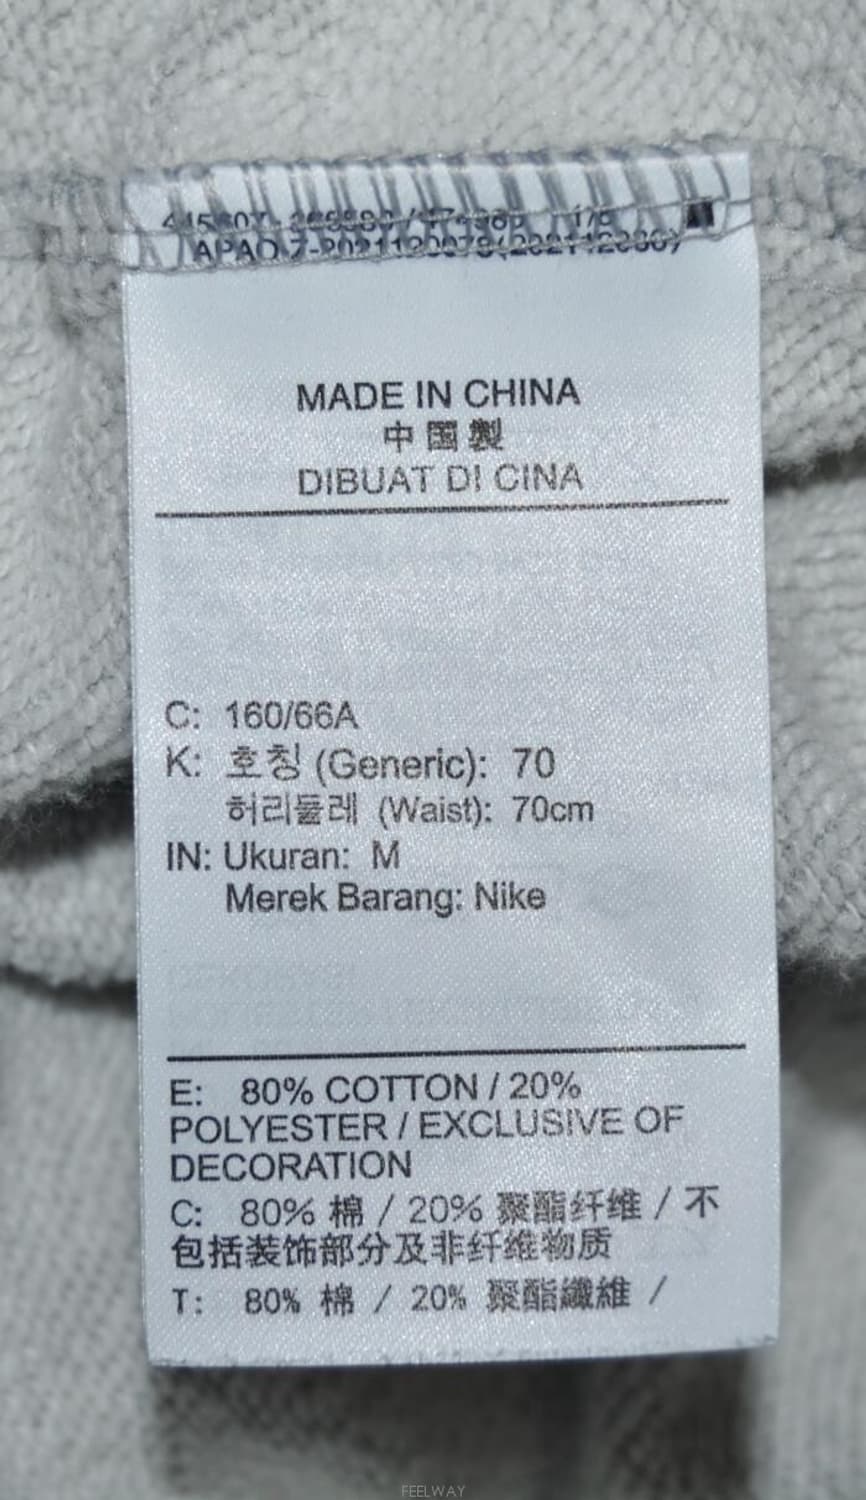 MADE IN CHINA
中国製
DIBUAT DI CINA
C: 160/66A
K: 호칭 (Generic): 70
허리둘레 (Waist): 70cm
IN: Ukuran: M
Merek Barang: Nike
E: 80% COTTON / 20%
POLYESTER / EXCLUSIVE OF
DECORATION
C: 80% 棉 / 20% 聚酯纤维 / 不
包括装饰部分及非纤维物质
T: 80% 棉 / 20% 聚酯纖維 /
FEELWAY